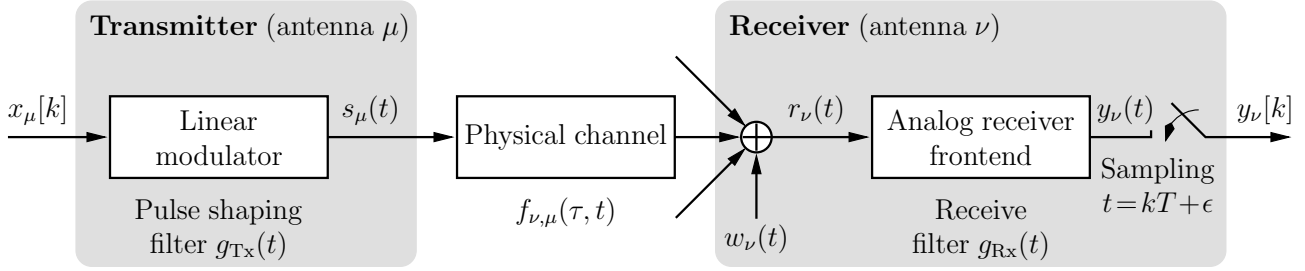 Transmitter (antenna μ)
Receiver (antenna ν)
x_μ[k]
Linear
modulator
s_μ(t)
Physical channel
r_ν(t)
Analog receiver
frontend
y_ν(t)
y_ν[k]
Pulse shaping
filter g_Tx(t)
f_ν,μ(τ, t)
w_ν(t)
Receive
filter g_Rx(t)
Sampling
t=kT+ϵ